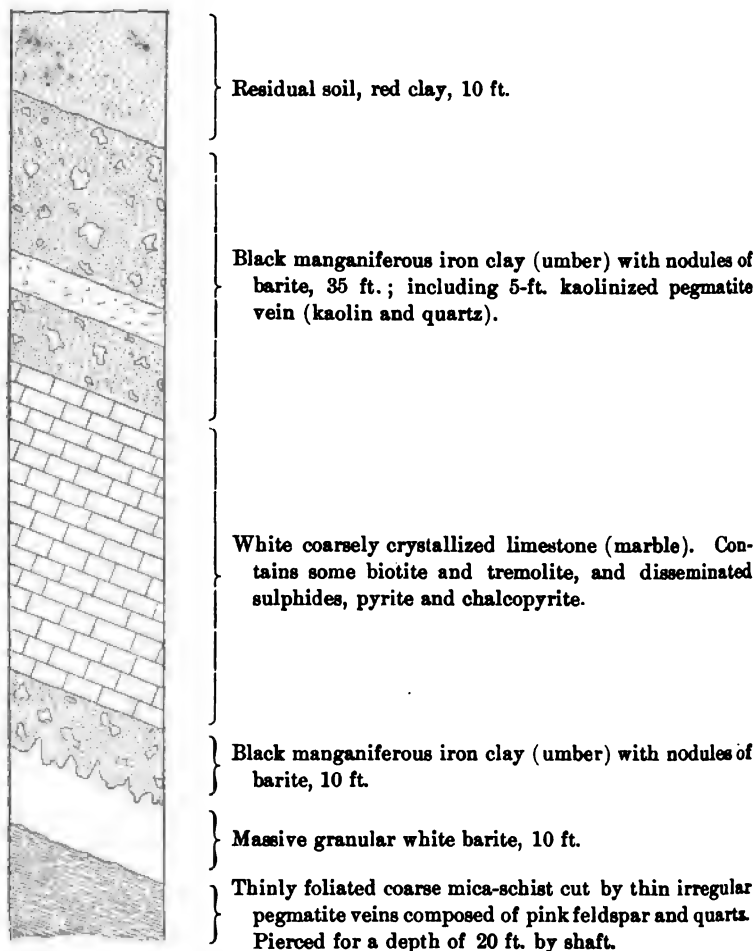 Residual soil, red clay, 10 ft.
Black manganiferous iron clay (umber) with nodules of
barite, 35 ft.; including 5-ft. kaolinized pegmatite
vein (kaolin and quartz).
White coarsely crystallized limestone (marble). Con-
tains some biotite and tremolite, and disseminated
sulphides, pyrite and chalcopyrite.
Black manganiferous iron clay (umber) with nodules of
barite, 10 ft.
Massive granular white barite, 10 ft.
Thinly foliated coarse mica-schist cut by thin irregular
pegmatite veins composed of pink feldspar and quartz.
Pierced for a depth of 20 ft. by shaft.